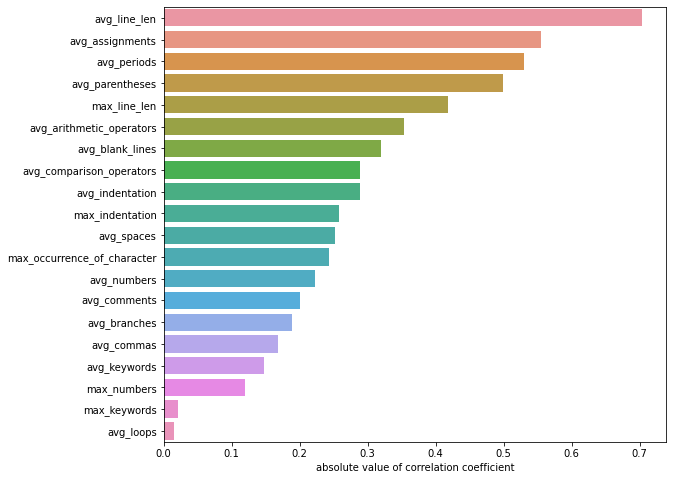 avg_line_len
avg_assignments
avg_periods
avg_parentheses
max_line_len
avg_arithmetic_operators
avg_blank_lines
avg_comparison_operators
avg_indentation
max_indentation
avg_spaces
max_occurrence_of_character
avg_numbers
avg_comments
avg_branches
avg_commas
avg_keywords
max_numbers
max_keywords
avg_loops
0.0 0.1 0.2 0.3 0.4 0.5 0.6 0.7
absolute value of correlation coefficient